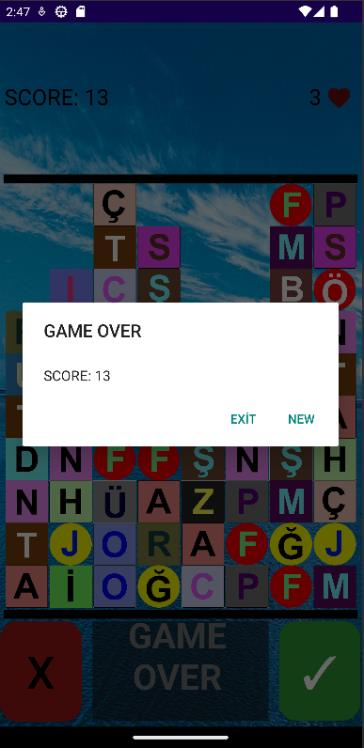 2:47
SCORE: 13
3
Ç F P
T S M S
I C S B Ö
GAME OVER
SCORE: 13
EXİT NEW
D N F F Ş N Ş H
N H Ü A Z P M Ç
T J O R A F Ğ J
A İ O Ğ C P F M
X
GAME
OVER
✓